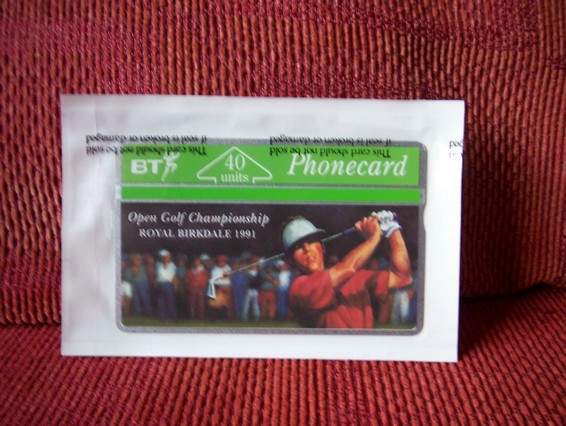 This card should not be sold
if seal is broken or damaged
This card should not be sold
if seal is broken or damaged
BT
40
units
Phonecard
Open Golf Championship
ROYAL BIRKDALE 1991